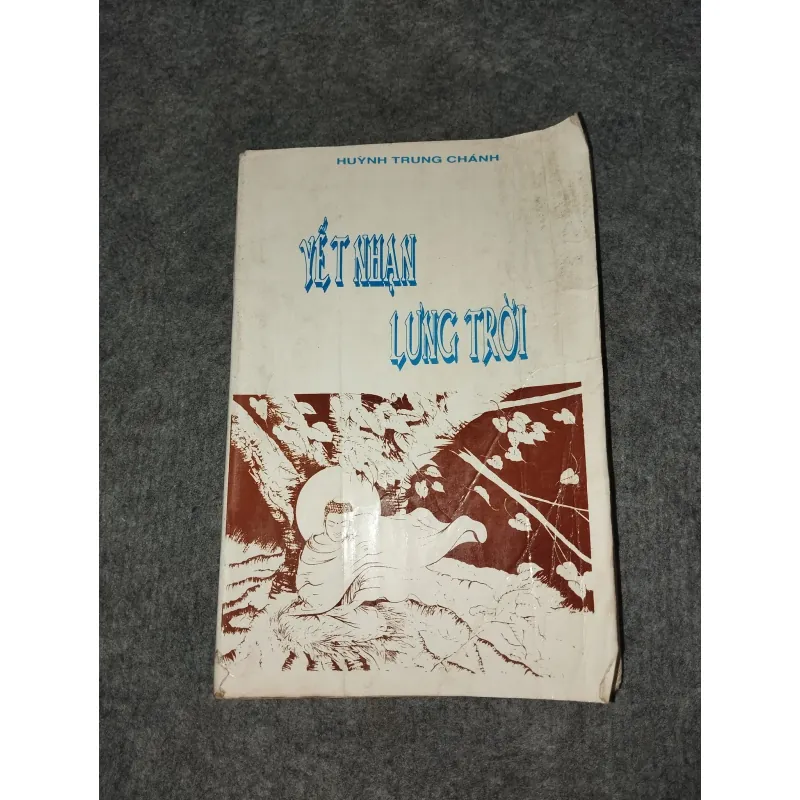 HUỲNH TRUNG CHÁNH
YẾT NHẠN
LƯNG TRỜI